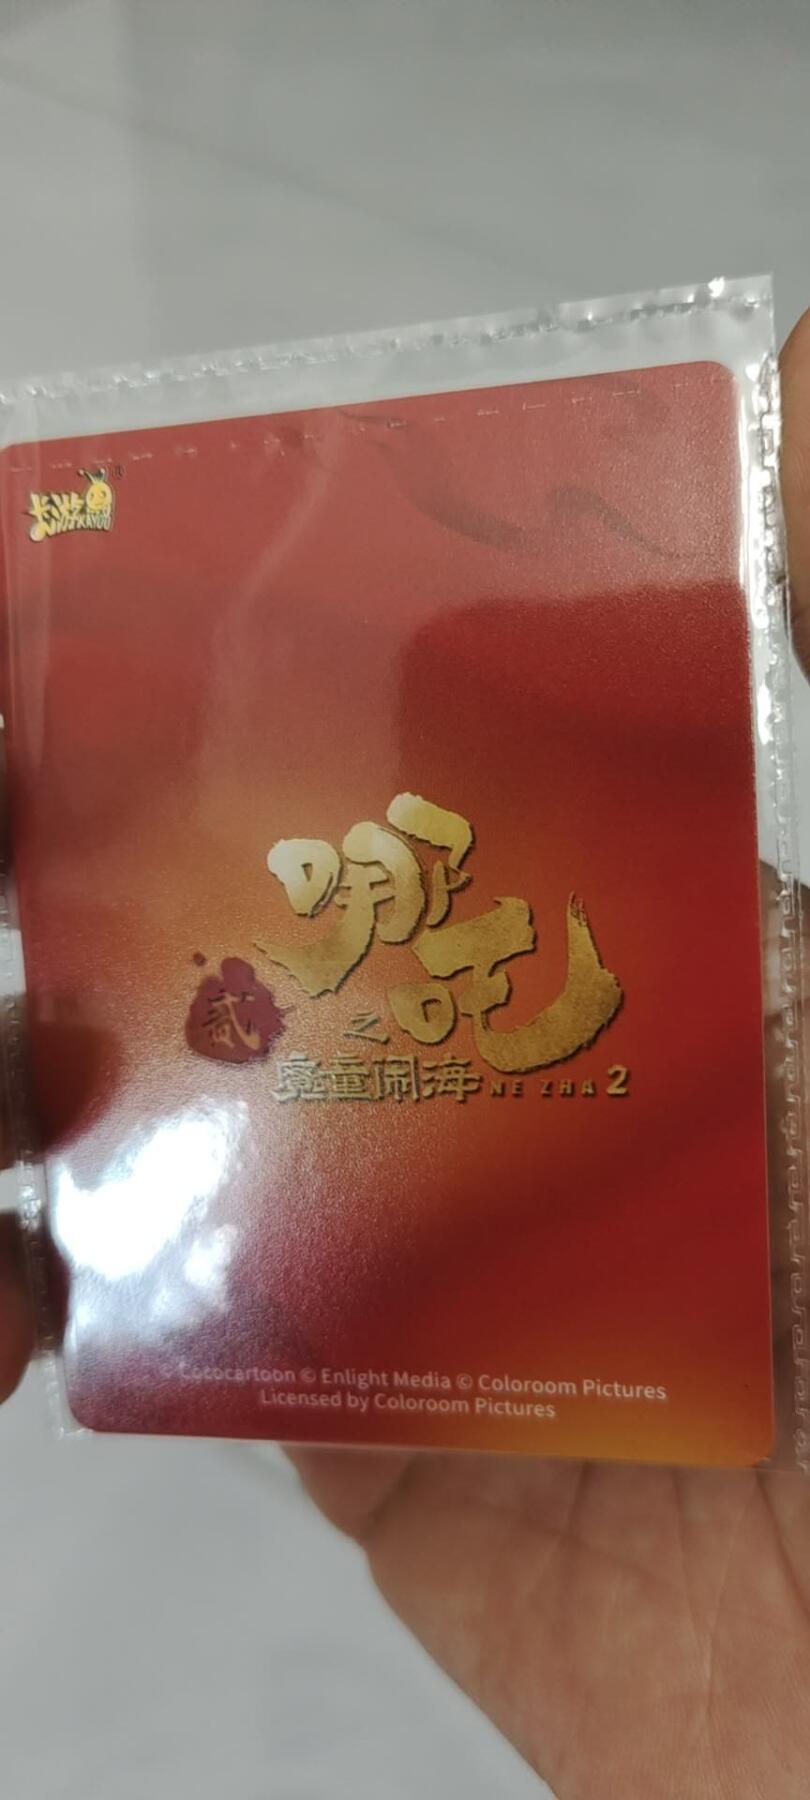 卡游
KAYOU
哪吒
贰
之
魔童闹海 NE ZHA 2
© Cococartoon © Enlight Media © Coloroom Pictures
Licensed by Coloroom Pictures